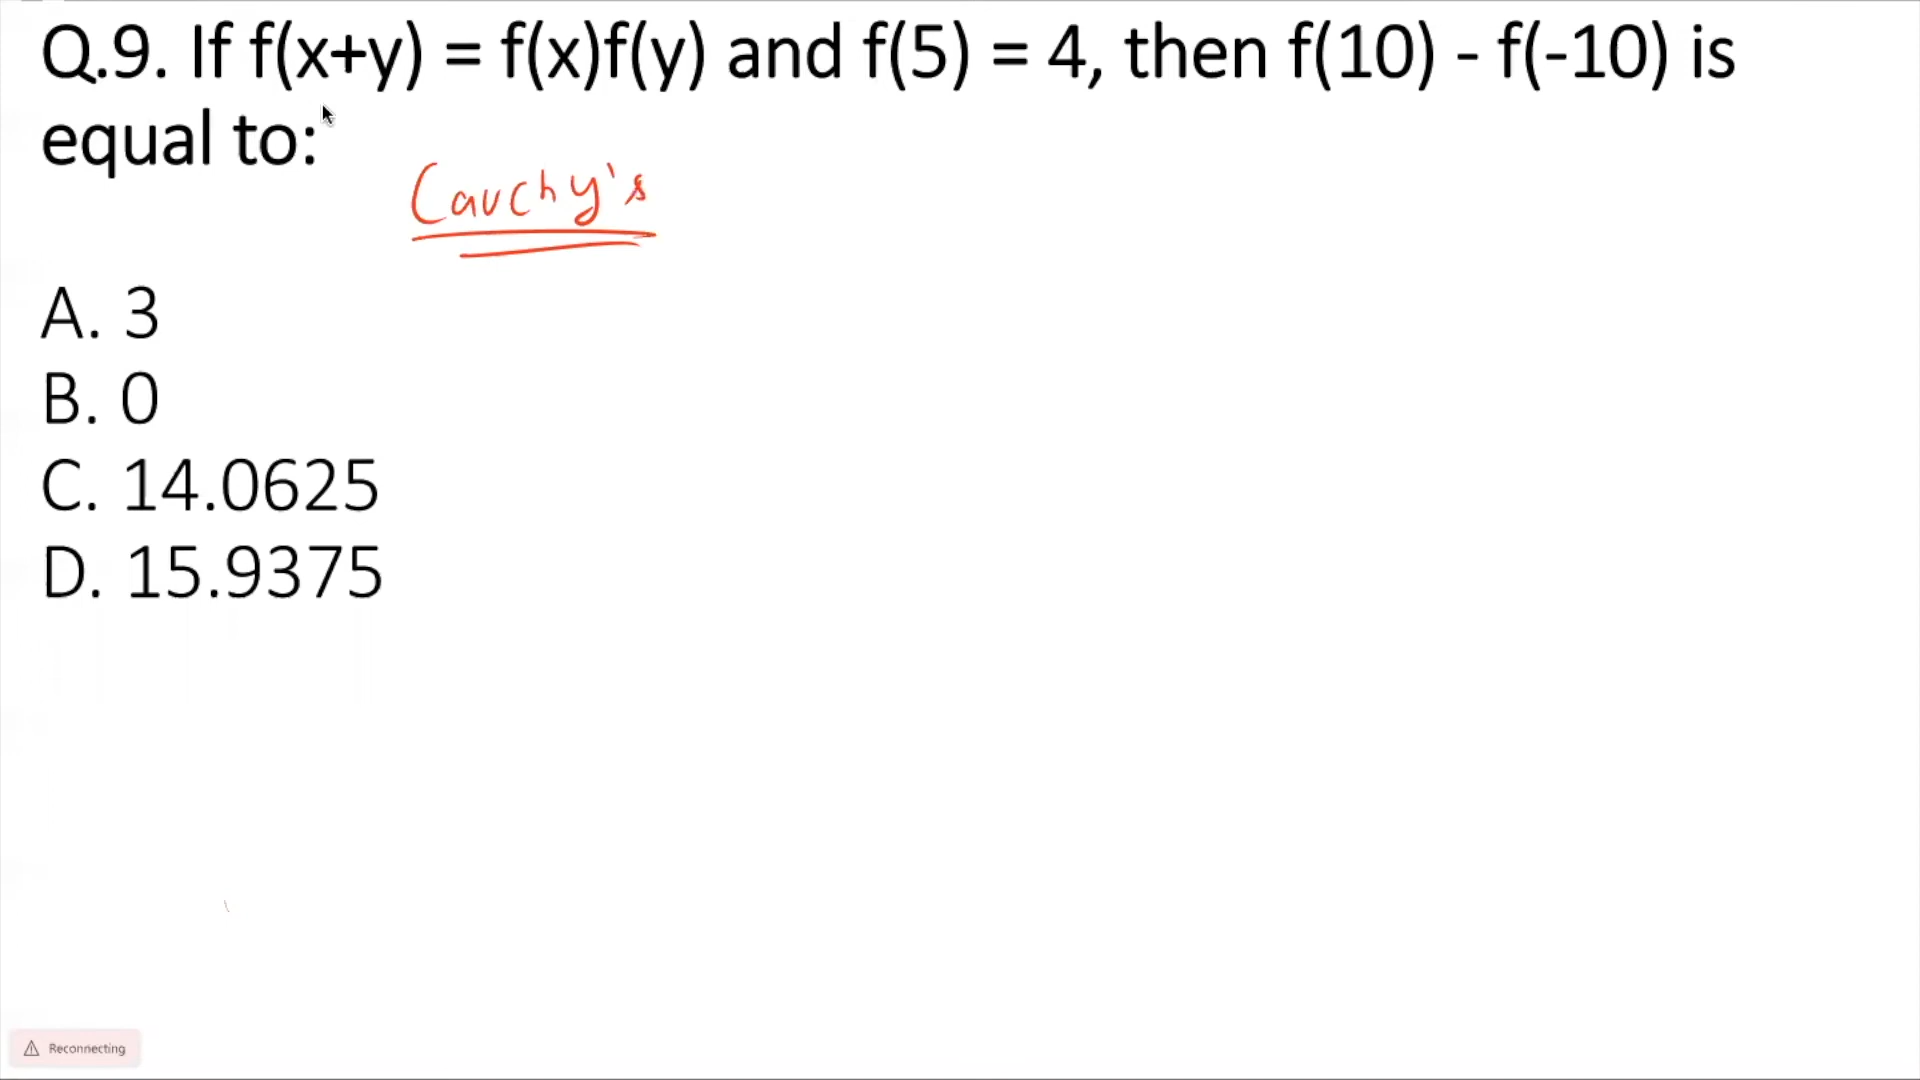 Q.9. If f(x+y) = f(x)f(y) and f(5) = 4, then f(10) - f(-10) is
equal to:
Cauchy's
A. 3
B. 0
C. 14.0625
D. 15.9375
Reconnecting